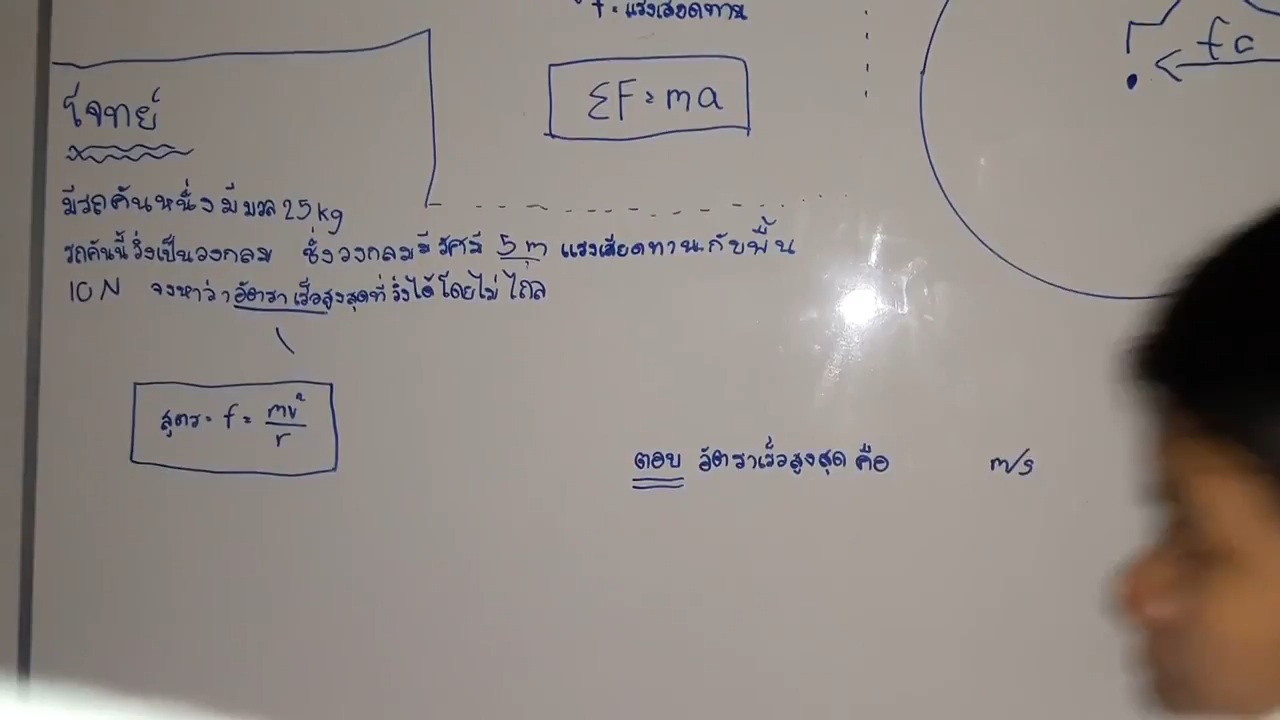 f = แรงเสียดทาน
ΣF = ma
fc
โจทย์
มีรถคันหนึ่งมีมวล 25 kg
รถคันนี้วิ่งเป็นวงกลม ซึ่งวงกลมมีรัศมี 5 m แรงเสียดทานกับพื้น
10 N จงหาว่าอัตราเร็วสูงสุดที่วิ่งได้โดยไม่ไถล
สูตร = f = mv²/r
ตอบ อัตราเร็วสูงสุด คือ m/s